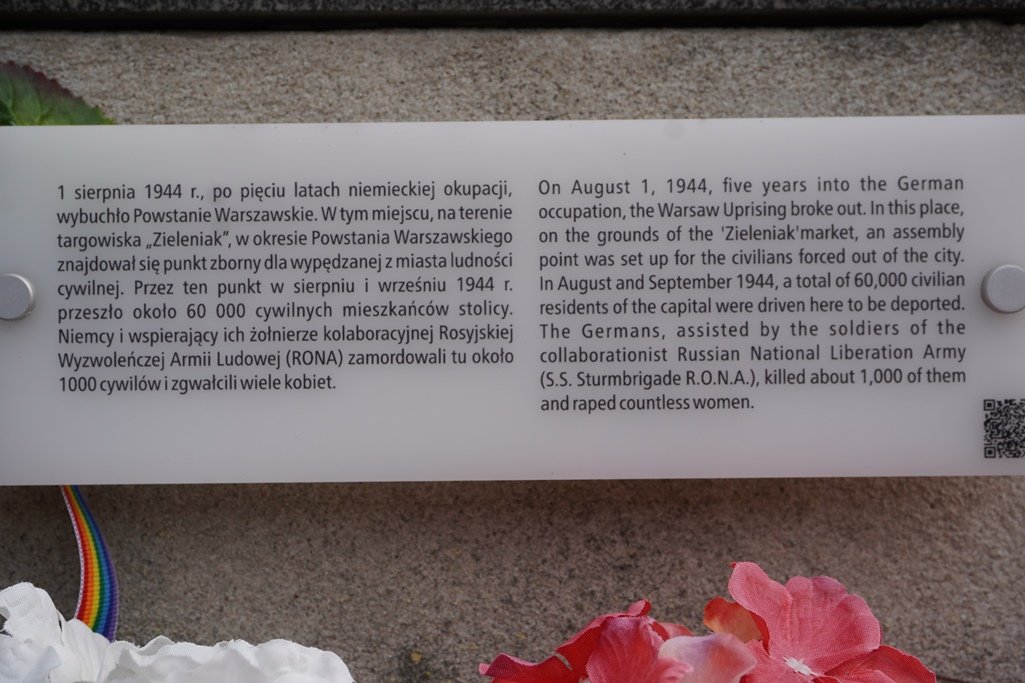 1 sierpnia 1944 r., po pięciu latach niemieckiej okupacji,
wybuchło Powstanie Warszawskie. W tym miejscu, na terenie
targowiska „Zieleniak”, w okresie Powstania Warszawskiego
znajdował się punkt zborny dla wypędzanej z miasta ludności
cywilnej. Przez ten punkt w sierpniu i wrześniu 1944 r.
przeszło około 60 000 cywilnych mieszkańców stolicy.
Niemcy i wspierający ich żołnierze kolaboracyjnej Rosyjskiej
Wyzwoleńczej Armii Ludowej (RONA) zamordowali tu około
1000 cywilów i zgwałcili wiele kobiet.
On August 1, 1944, five years into the German
occupation, the Warsaw Uprising broke out. In this place,
on the grounds of the 'Zieleniak'market, an assembly
point was set up for the civilians forced out of the city.
In August and September 1944, a total of 60,000 civilian
residents of the capital were driven here to be deported.
The Germans, assisted by the soldiers of the
collaborationist Russian National Liberation Army
(S.S. Sturmbrigade R.O.N.A.), killed about 1,000 of them
and raped countless women.